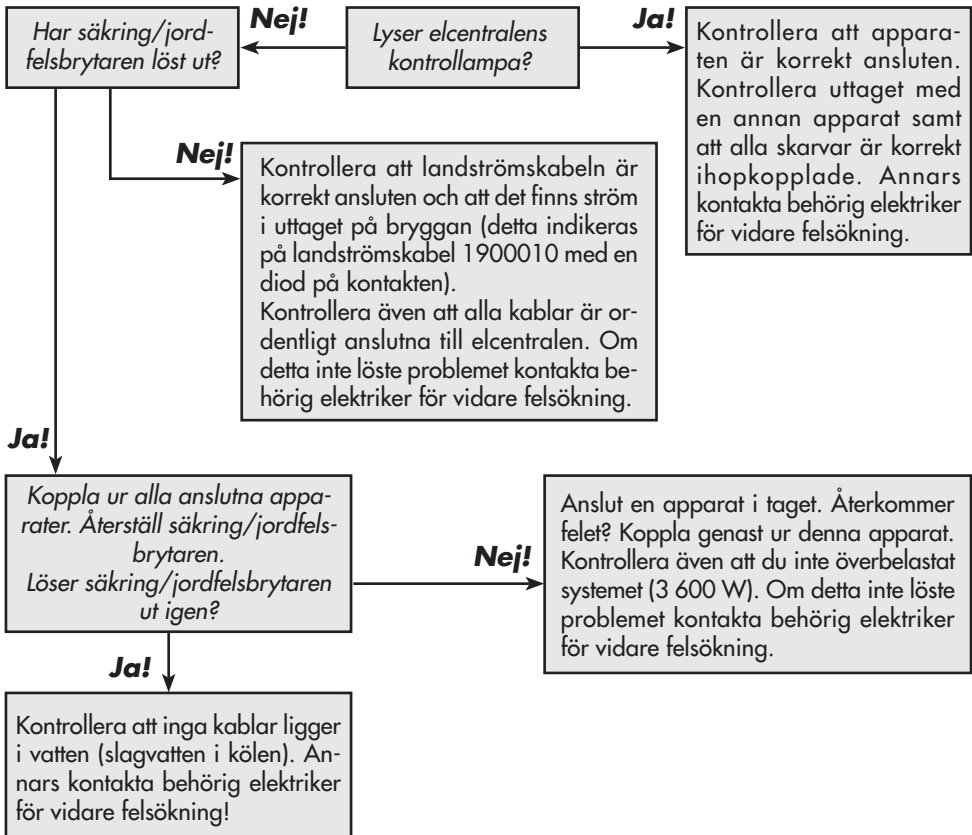 Nej!
Ja!
Har säkring/jord-
felsbrytaren löst ut?
Lyser elcentralens
kontrollampa?
Kontrollera att appara-
ten är korrekt ansluten.
Kontrollera uttaget med
en annan apparat samt
att alla skarvar är korrekt
ihopkopplade. Annars
kontakta behörig elektriker
för vidare felsökning.
Nej!
Kontrollera att landströmskabeln är
korrekt ansluten och att det finns ström
i uttaget på bryggan (detta indikeras
på landströmskabel 1900010 med en
diod på kontakten).
Kontrollera även att alla kablar är or-
dentligt anslutna till elcentralen. Om
detta inte löste problemet kontakta be-
hörig elektriker för vidare felsökning.
Ja!
Koppla ur alla anslutna appa-
rater. Återställ säkring/jordfels-
brytaren.
Löser säkring/jordfelsbrytaren
ut igen?
Nej!
Anslut en apparat i taget. Återkommer
felet? Koppla genast ur denna apparat.
Kontrollera även att du inte överbelastat
systemet (3 600 W). Om detta inte löste
problemet kontakta behörig elektriker
för vidare felsökning.
Ja!
Kontrollera att inga kablar ligger
i vatten (slagvatten i kölen). An-
nars kontakta behörig elektriker
för vidare felsökning!